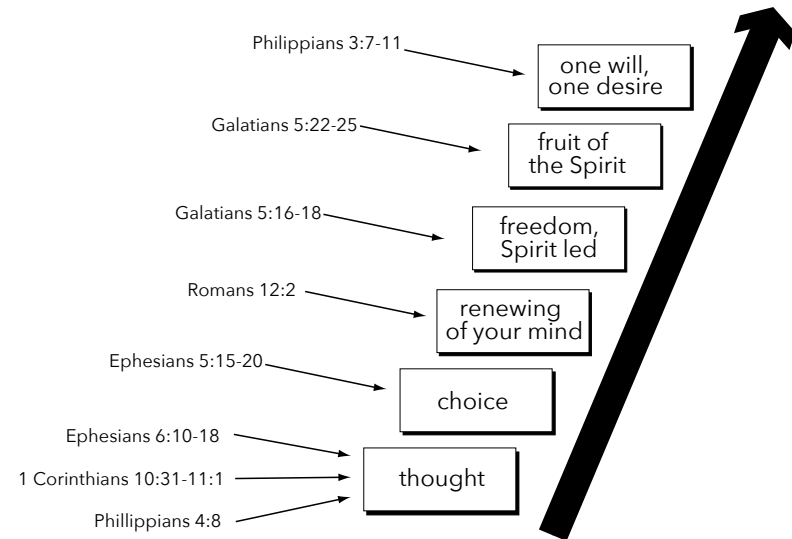 Philippians 3:7-11
one will,
one desire
Galatians 5:22-25
fruit of
the Spirit
Galatians 5:16-18
freedom,
Spirit led
Romans 12:2
renewing
of your mind
Ephesians 5:15-20
choice
Ephesians 6:10-18
1 Corinthians 10:31-11:1
thought
Phillippians 4:8